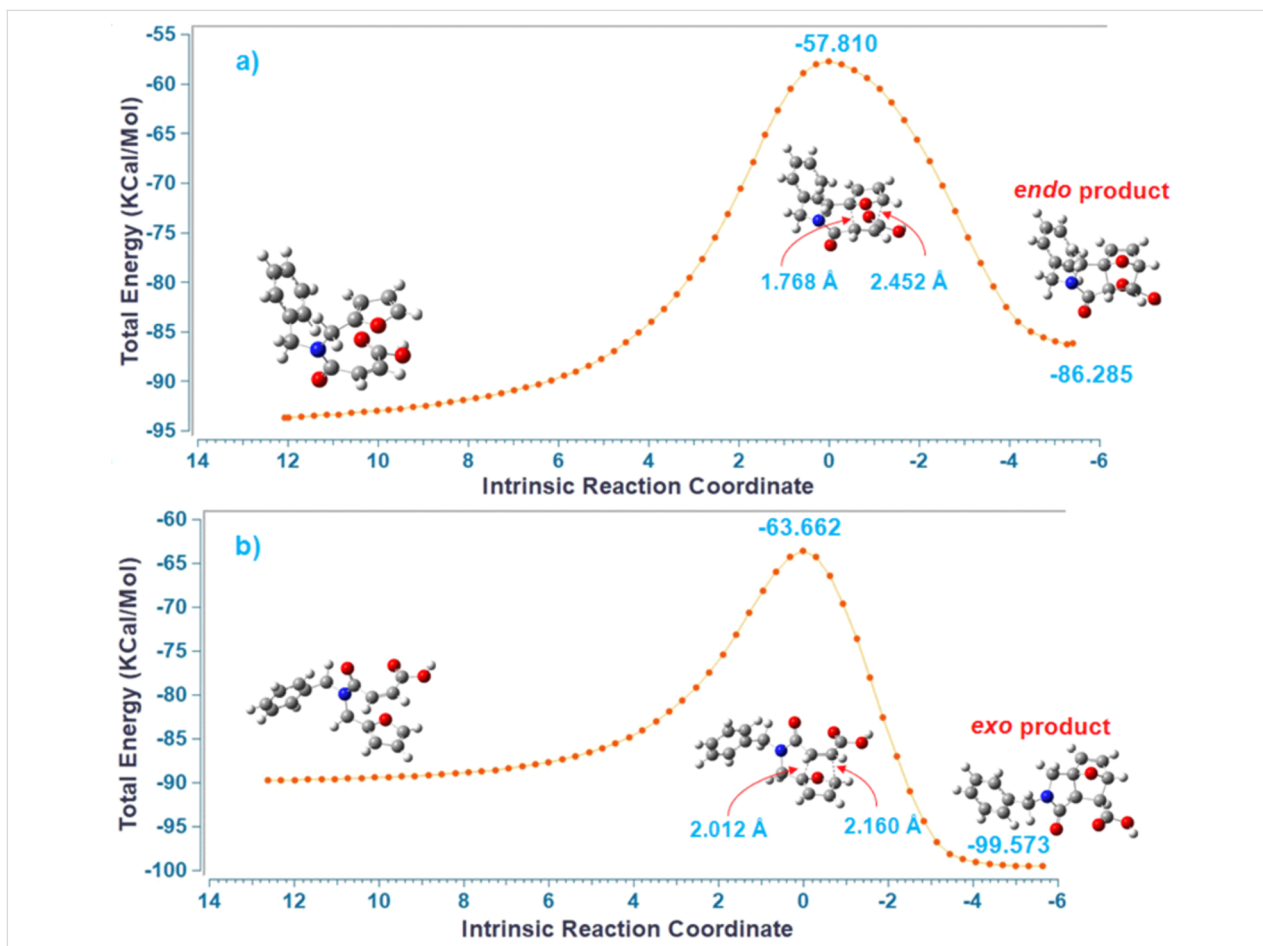 a)
Total Energy (KCal/Mol)
-55
-60
-65
-70
-75
-80
-85
-90
-95
-57.810
endo product
1.768 Å 2.452 Å
-86.285
14 12 10 8 6 4 2 0 -2 -4 -6
Intrinsic Reaction Coordinate
b)
Total Energy (KCal/Mol)
-60
-65
-70
-75
-80
-85
-90
-95
-100
-63.662
exo product
2.012 Å 2.160 Å
-99.573
14 12 10 8 6 4 2 0 -2 -4 -6
Intrinsic Reaction Coordinate